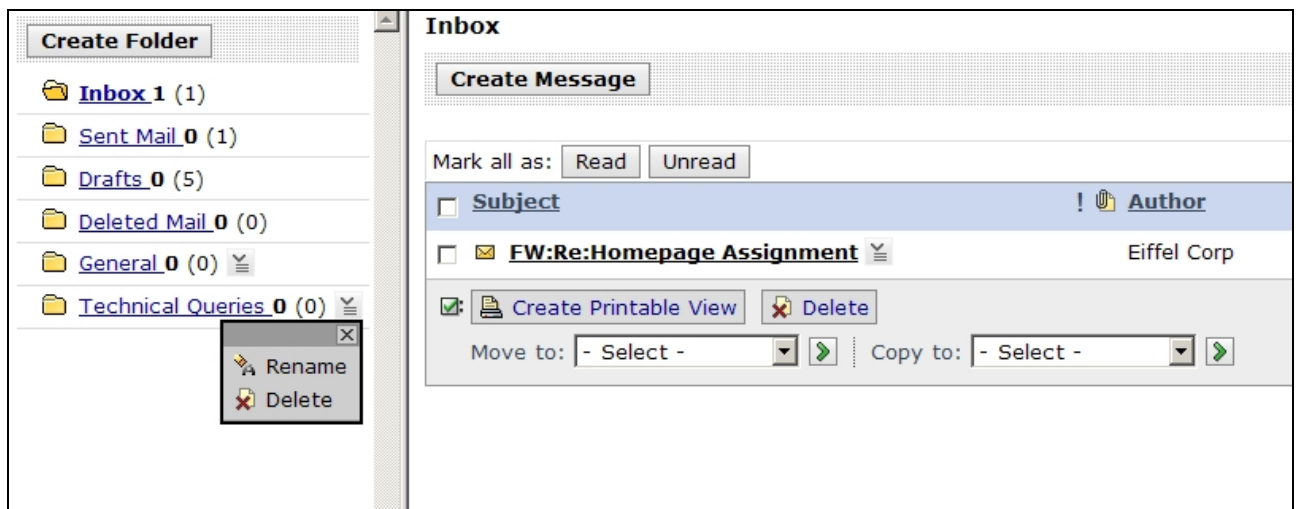 Create Folder
Inbox 1 (1)
Sent Mail 0 (1)
Drafts 0 (5)
Deleted Mail 0 (0)
General 0 (0)
Technical Queries 0 (0)
Rename
Delete
Inbox
Create Message
Mark all as: Read Unread
Subject ! Author
FW:Re:Homepage Assignment Eiffel Corp
: Create Printable View Delete
Move to: - Select - Copy to: - Select -